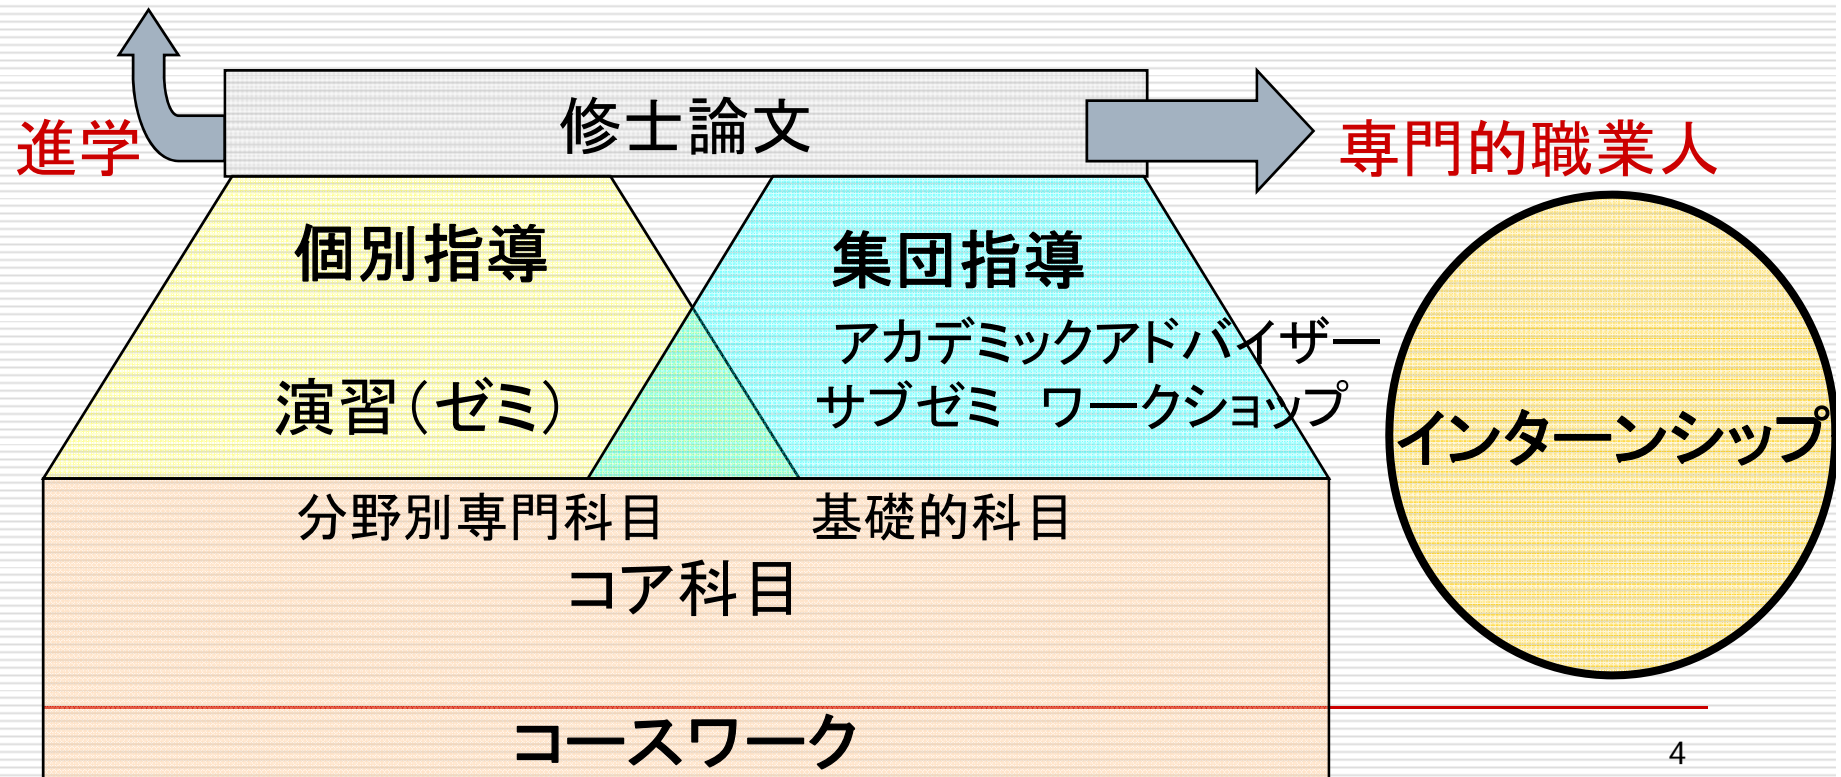 修士論文
進学
専門的職業人
個別指導
集団指導
アカデミックアドバイザー
演習（ゼミ）
サブゼミ　ワークショップ
インターンシップ
分野別専門科目
基礎的科目
コア科目
コースワーク
4